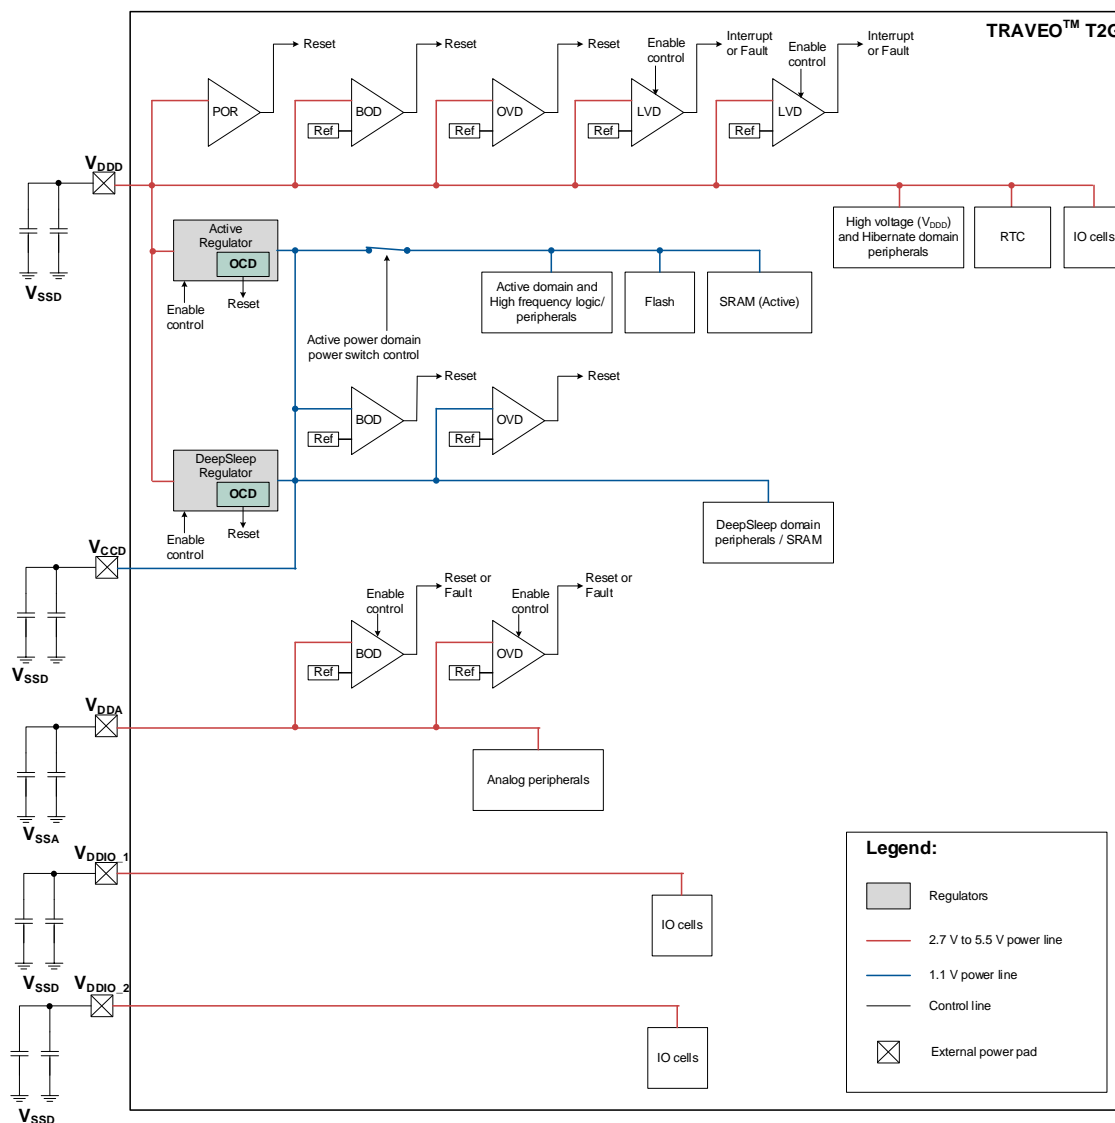 TRAVEO™ T2G
Reset
Reset
Reset
Enable
control
Interrupt
or Fault
Enable
control
Interrupt
or Fault
POR
BOD
OVD
LVD
LVD
Ref
Ref
Ref
Ref
VDDD
VSSD
High voltage (VDDD)
and Hibernate domain
peripherals
RTC
IO cells
Active
Regulator
OCD
Enable
control
Reset
Active power domain
power switch control
Active domain and
High frequency logic/
peripherals
Flash
SRAM (Active)
Reset
Reset
BOD
OVD
Ref
Ref
DeepSleep
Regulator
OCD
Enable
control
Reset
DeepSleep domain
peripherals / SRAM
VCCD
VSSD
Enable
control
Reset or
Fault
Enable
control
Reset or
Fault
BOD
OVD
Ref
Ref
VDDA
VSSA
Analog peripherals
VDDIO_1
VSSD
IO cells
VDDIO_2
VSSD
IO cells
Legend:
Regulators
2.7 V to 5.5 V power line
1.1 V power line
Control line
External power pad